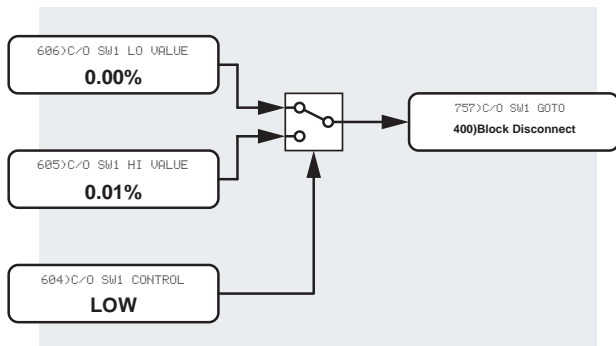 606)C/O SW1 LO VALUE
0.00%
757)C/O SW1 GOTO
400)Block Disconnect
605)C/O SW1 HI VALUE
0.01%
604)C/O SW1 CONTROL
LOW